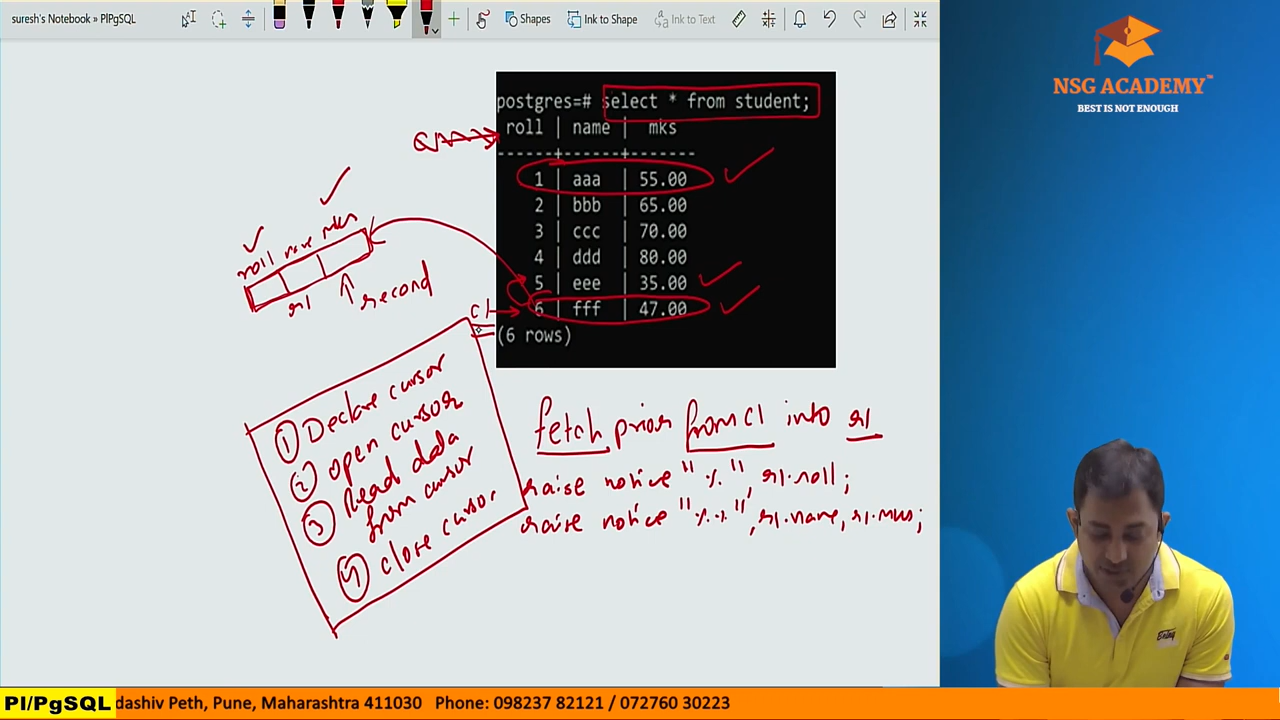 suresh's Notebook » PlPgSQL
Shapes
Ink to Shape
Ink to Text
NSG ACADEMY™
BEST IS NOT ENOUGH
postgres=# select * from student;
roll | name | mks
------+------+-------
1 | aaa | 55.00
2 | bbb | 65.00
3 | ccc | 70.00
4 | ddd | 80.00
5 | eee | 35.00
6 | fff | 47.00
(6 rows)
roll name mks
r1
record
c1
① Declare cursor
② open cursor
③ Read data
from cursor
④ close cursor
fetch prior from c1 into r1
raise notice "%", r1.roll;
raise notice "%%", r1.name, r1.mks;
Pl/PgSQL
dashiv Peth, Pune, Maharashtra 411030 Phone: 098237 82121 / 072760 30223